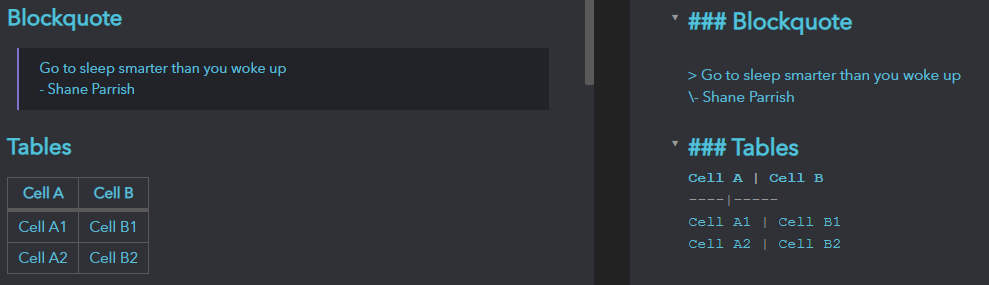 Blockquote
Go to sleep smarter than you woke up
- Shane Parrish
Tables
Cell A Cell B
Cell A1 Cell B1
Cell A2 Cell B2
### Blockquote
> Go to sleep smarter than you woke up
\- Shane Parrish
### Tables
Cell A | Cell B
----|-----
Cell A1 | Cell B1
Cell A2 | Cell B2